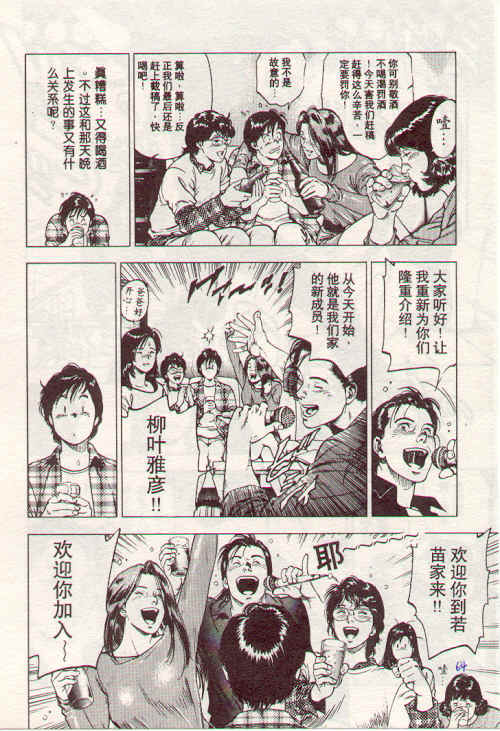 噎…
你可别敬酒
不喝渴罚酒
！今天害我们赶稿
赶得这么辛苦，一
定要罚你！
我不是
故意的！
算啦，算啦…反
正我们最后还是
赶上截稿了，快
喝吧！
真糟糕…又得喝酒
。不过这和那天晚
上发生的事又有什
么关系呢？
大家听好！让
我重新为你们
隆重介绍！
从今天开始，
他就是我们家
的新成员！
柳叶雅彦!!
欢迎你到若
苗家来!!
耶
欢迎你加入～
噎
64